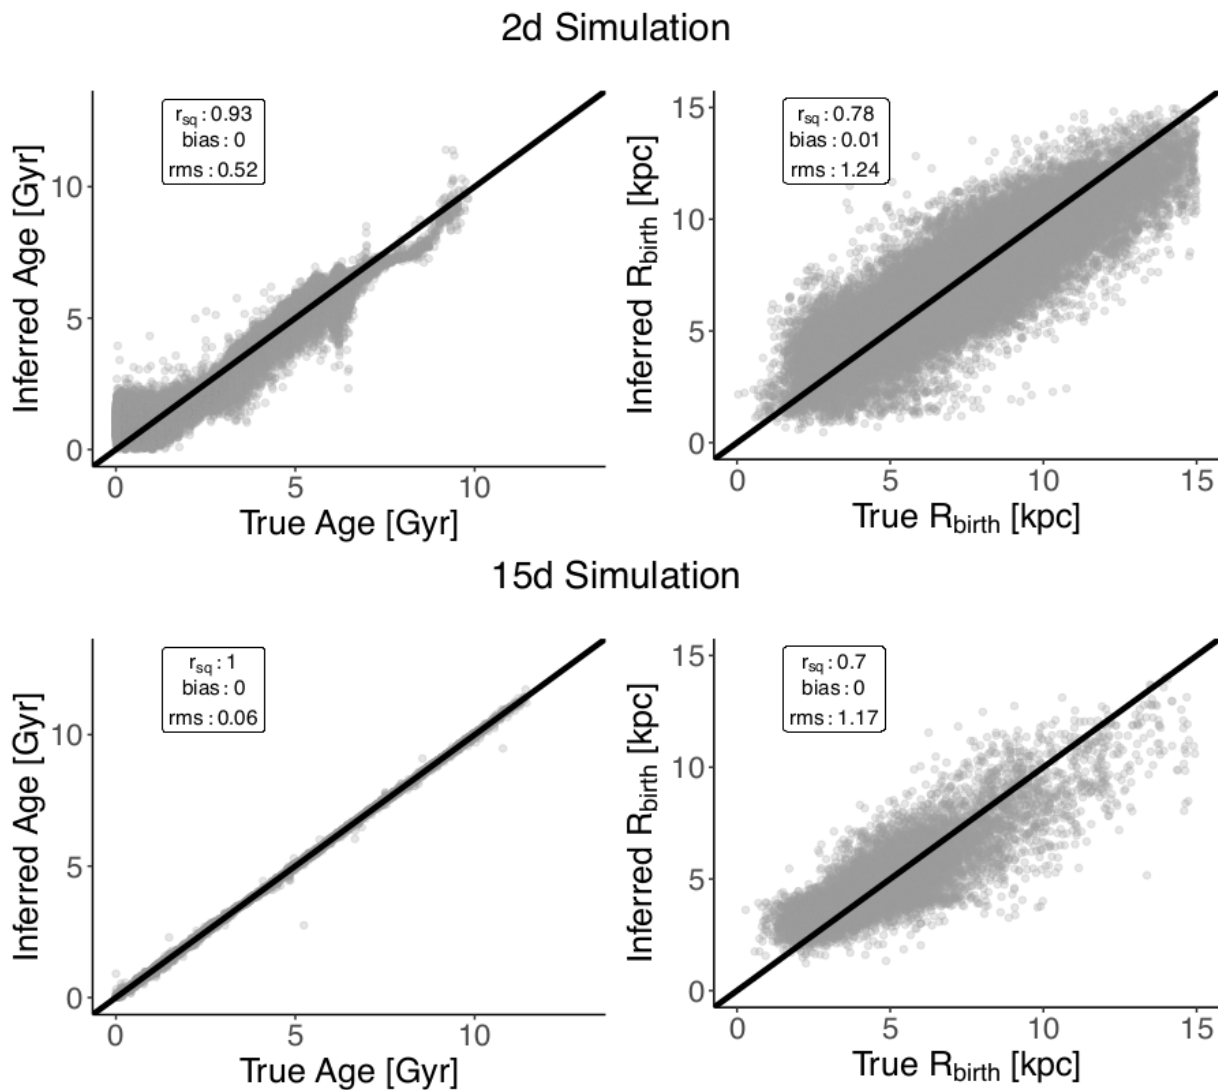 2d Simulation
r_sq : 0.93
bias : 0
rms : 0.52
Inferred Age [Gyr]
10
5
0
0 5 10
True Age [Gyr]
r_sq : 0.78
bias : 0.01
rms : 1.24
Inferred R_birth [kpc]
15
10
5
0
0 5 10 15
True R_birth [kpc]
15d Simulation
r_sq : 1
bias : 0
rms : 0.06
Inferred Age [Gyr]
10
5
0
0 5 10
True Age [Gyr]
r_sq : 0.7
bias : 0
rms : 1.17
Inferred R_birth [kpc]
15
10
5
0
0 5 10 15
True R_birth [kpc]